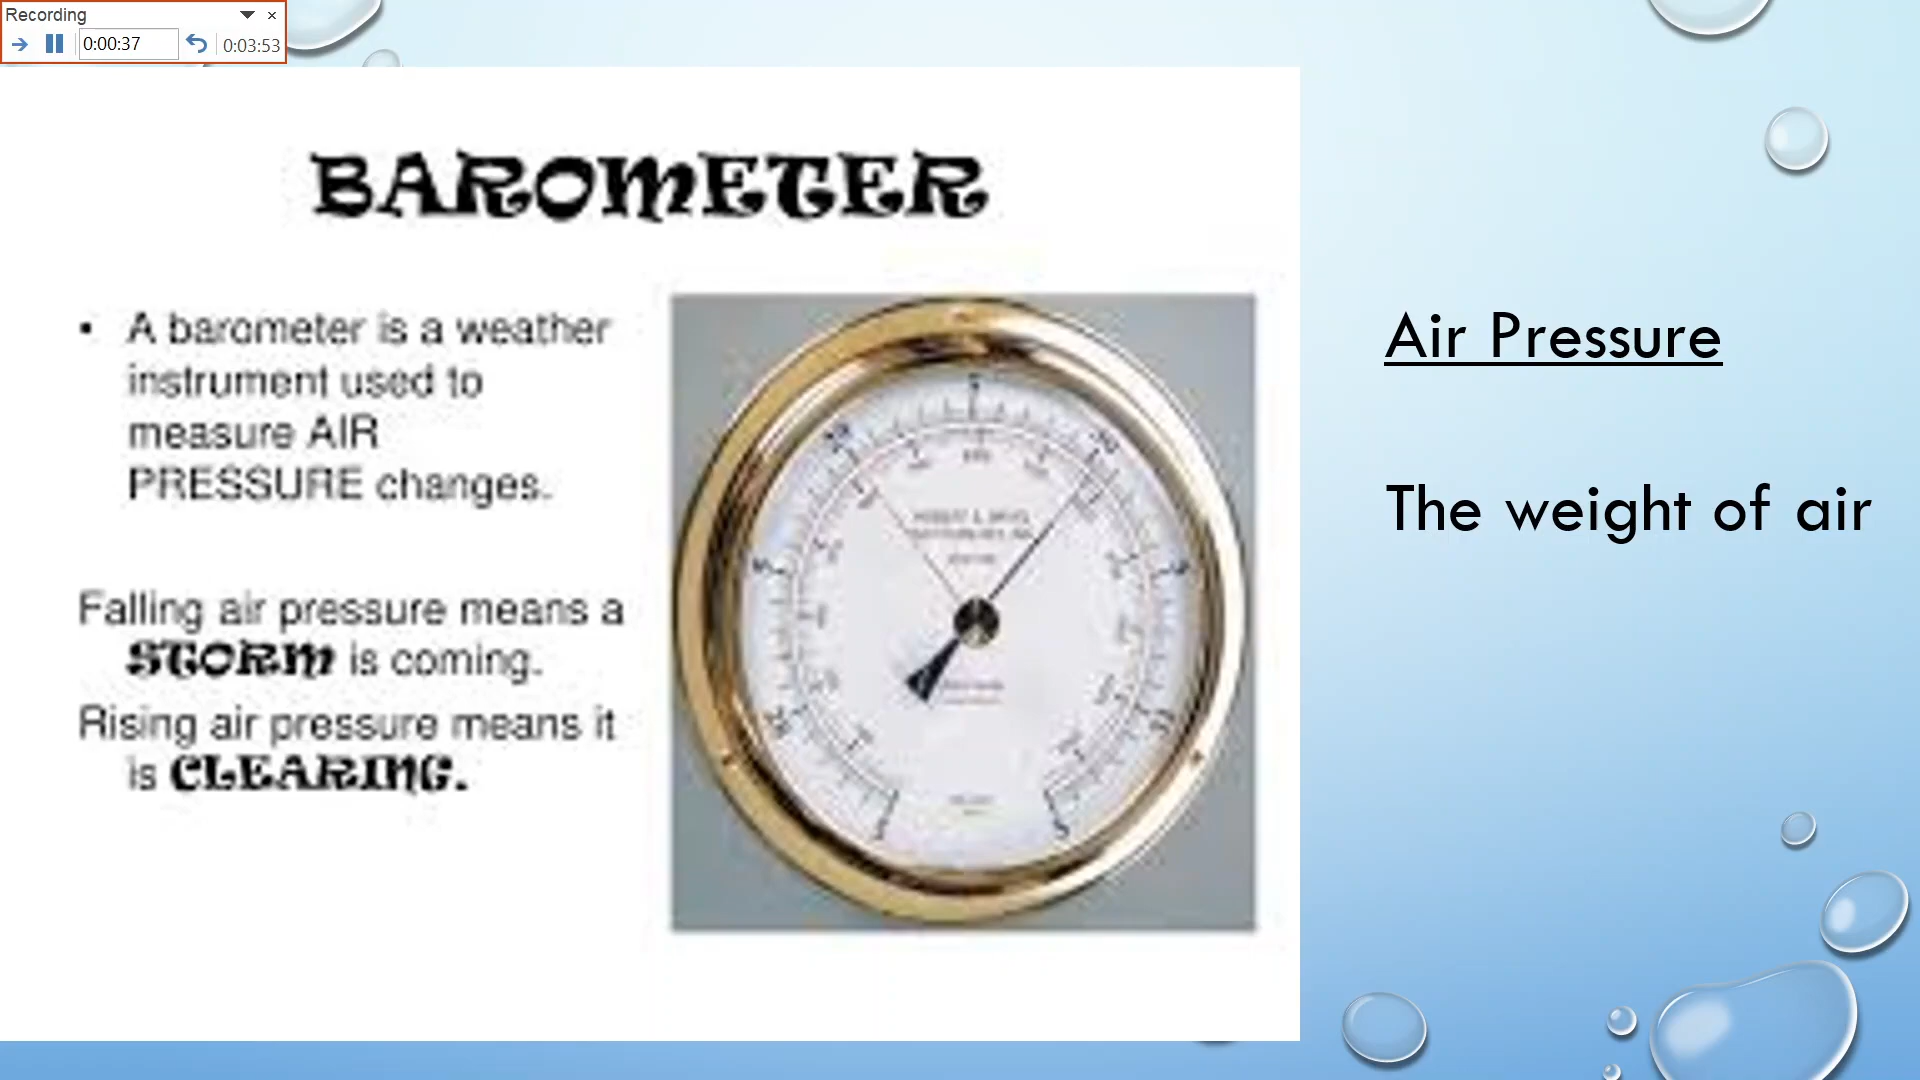 Recording
0:00:37
0:03:53
BAROMETER
• A barometer is a weather
instrument used to
measure AIR
PRESSURE changes.
Falling air pressure means a
STORM is coming.
Rising air pressure means it
is CLEARING.
Air Pressure
The weight of air